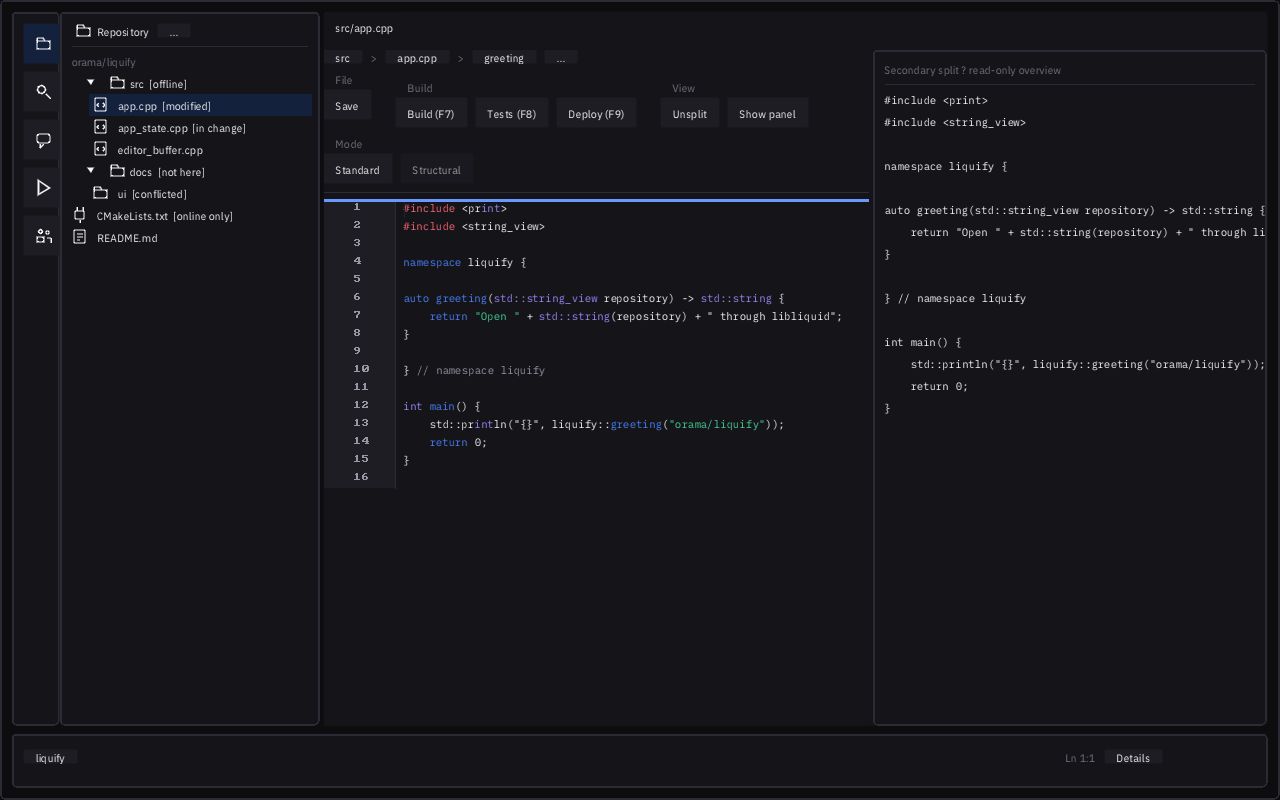 Repository ...
orama/liquify
src [offline]
app.cpp [modified]
app_state.cpp [in change]
editor_buffer.cpp
docs [not here]
ui [conflicted]
CMakeLists.txt [online only]
README.md
src/app.cpp
src > app.cpp > greeting ...
File
Save
Build
Build (F7) Tests (F8) Deploy (F9)
View
Unsplit Show panel
Mode
Standard Structural
1 #include <print>
2 #include <string_view>
3
4 namespace liquify {
5
6 auto greeting(std::string_view repository) -> std::string {
7     return "Open " + std::string(repository) + " through libliquid";
8 }
9
10 } // namespace liquify
11
12 int main() {
13     std::println("{}", liquify::greeting("orama/liquify"));
14     return 0;
15 }
16
Secondary split ? read-only overview
#include <print>
#include <string_view>
namespace liquify {
auto greeting(std::string_view repository) -> std::string {
    return "Open " + std::string(repository) + " through li
}
} // namespace liquify
int main() {
    std::println("{}", liquify::greeting("orama/liquify"));
    return 0;
}
liquify
Ln 1:1 Details